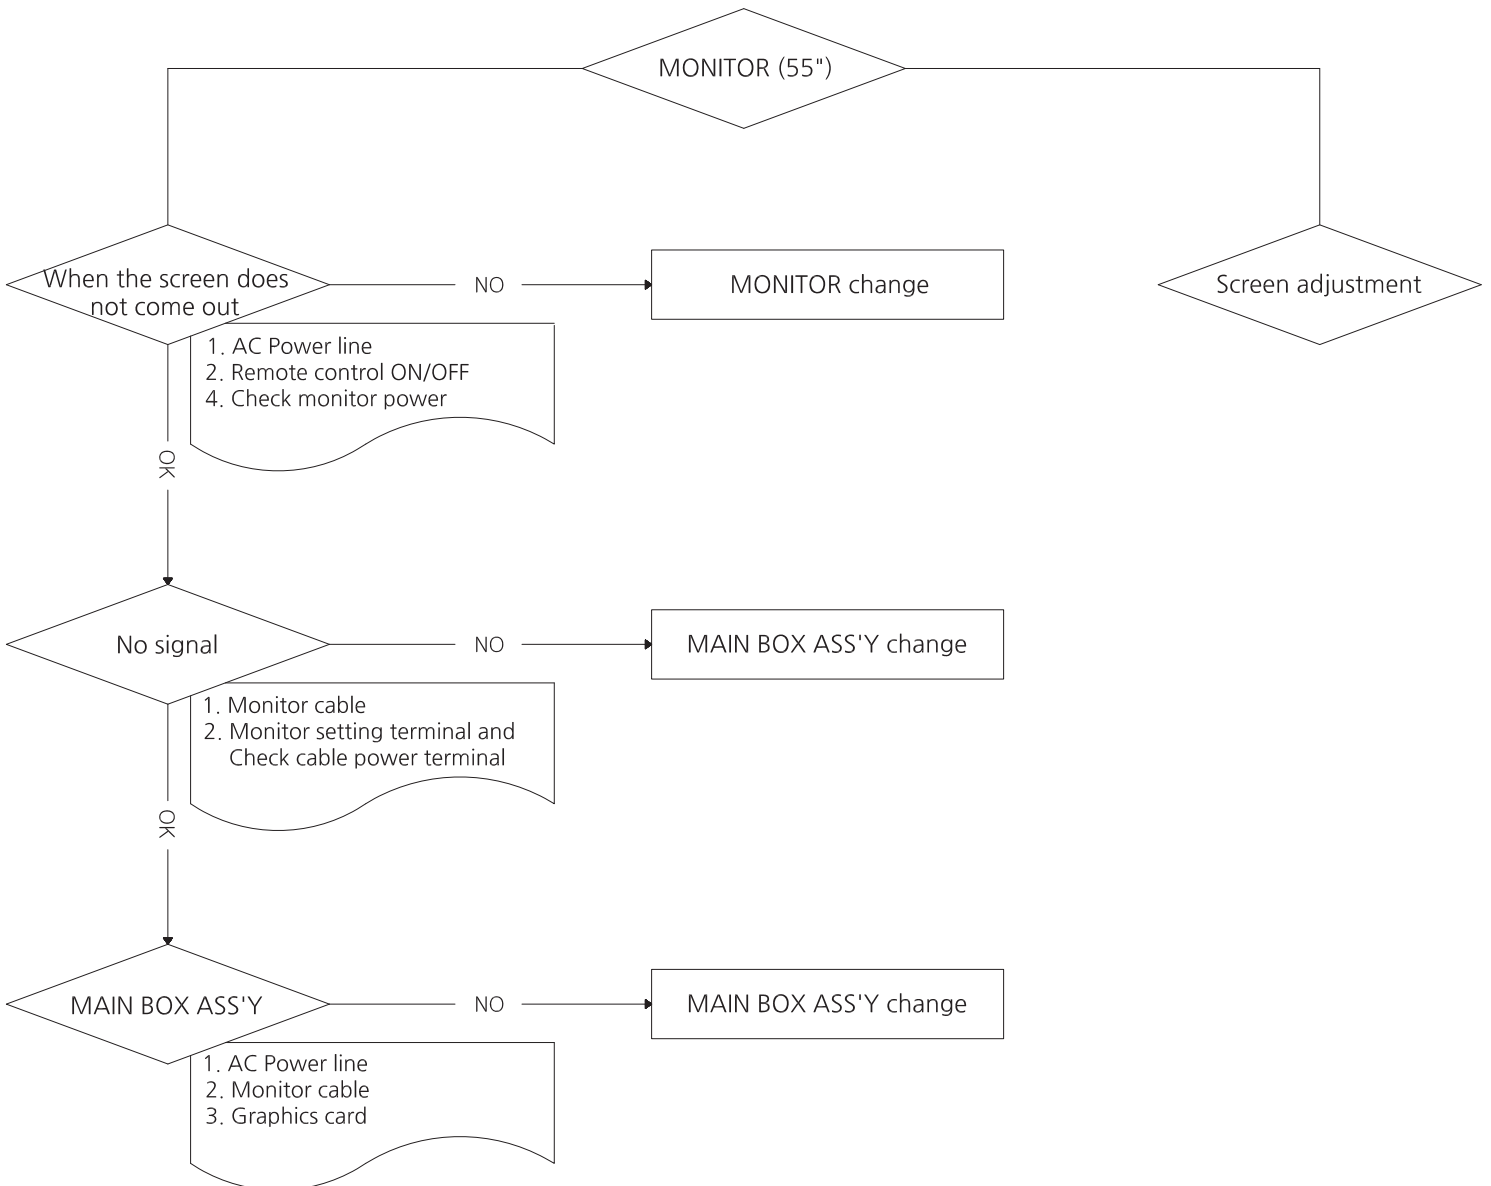 MONITOR (55")
When the screen does
not come out
NO
MONITOR change
Screen adjustment
1. AC Power line
2. Remote control ON/OFF
4. Check monitor power
OK
No signal
NO
MAIN BOX ASS'Y change
1. Monitor cable
2. Monitor setting terminal and
Check cable power terminal
OK
MAIN BOX ASS'Y
NO
MAIN BOX ASS'Y change
1. AC Power line
2. Monitor cable
3. Graphics card